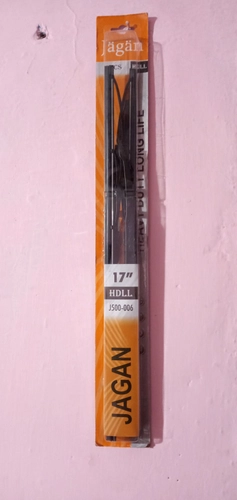 Jagan
HDLL
HEAVY DUTY LONG LIFE
17"
HDLL
J500-006
JAGAN